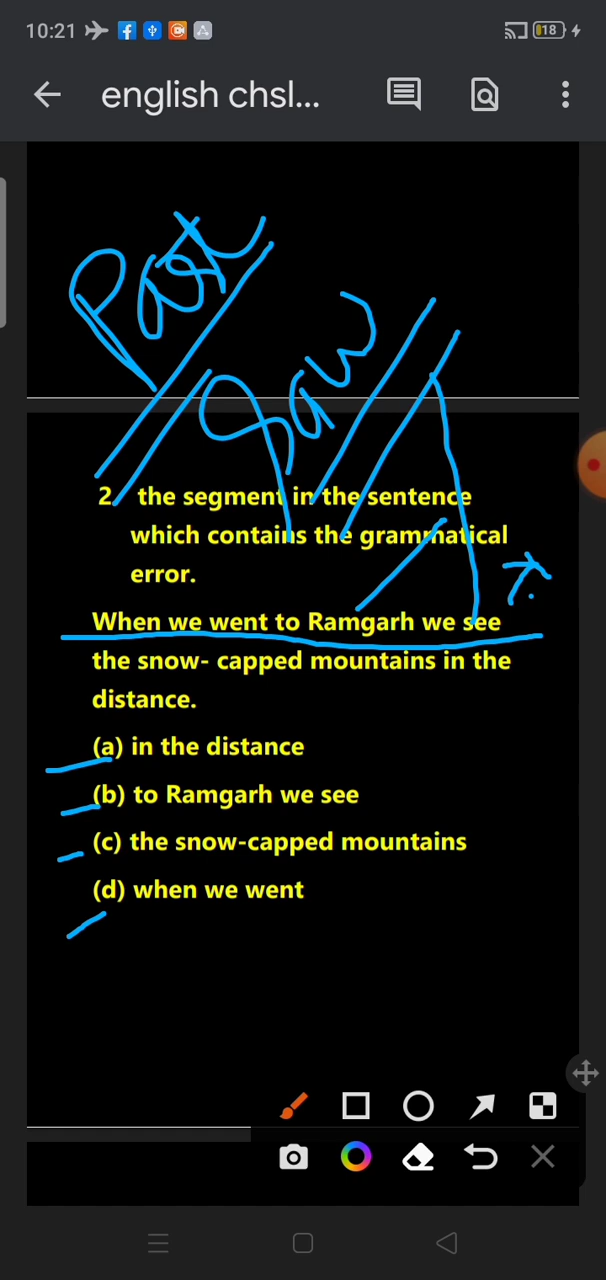 10:21
18
english chsl...
Past
Saw
2. the segment in the sentence
which contains the grammatical
error.
When we went to Ramgarh we see
the snow- capped mountains in the
distance.
(a) in the distance
(b) to Ramgarh we see
(c) the snow-capped mountains
(d) when we went